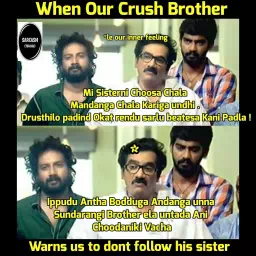 When Our Crush Brother
SARCASM
*le our inner feeling
Mi Sisterni Choosa Chala
Mandanga Chala Kariga undhi .
Drusthilo padind Okat rendu sarlu beatesa Kani Padla !
Ippudu Antha Bodduga Andanga unna
Sundarangi Brother ela untada Ani
Choodaniki Vacha
Warns us to dont follow his sister